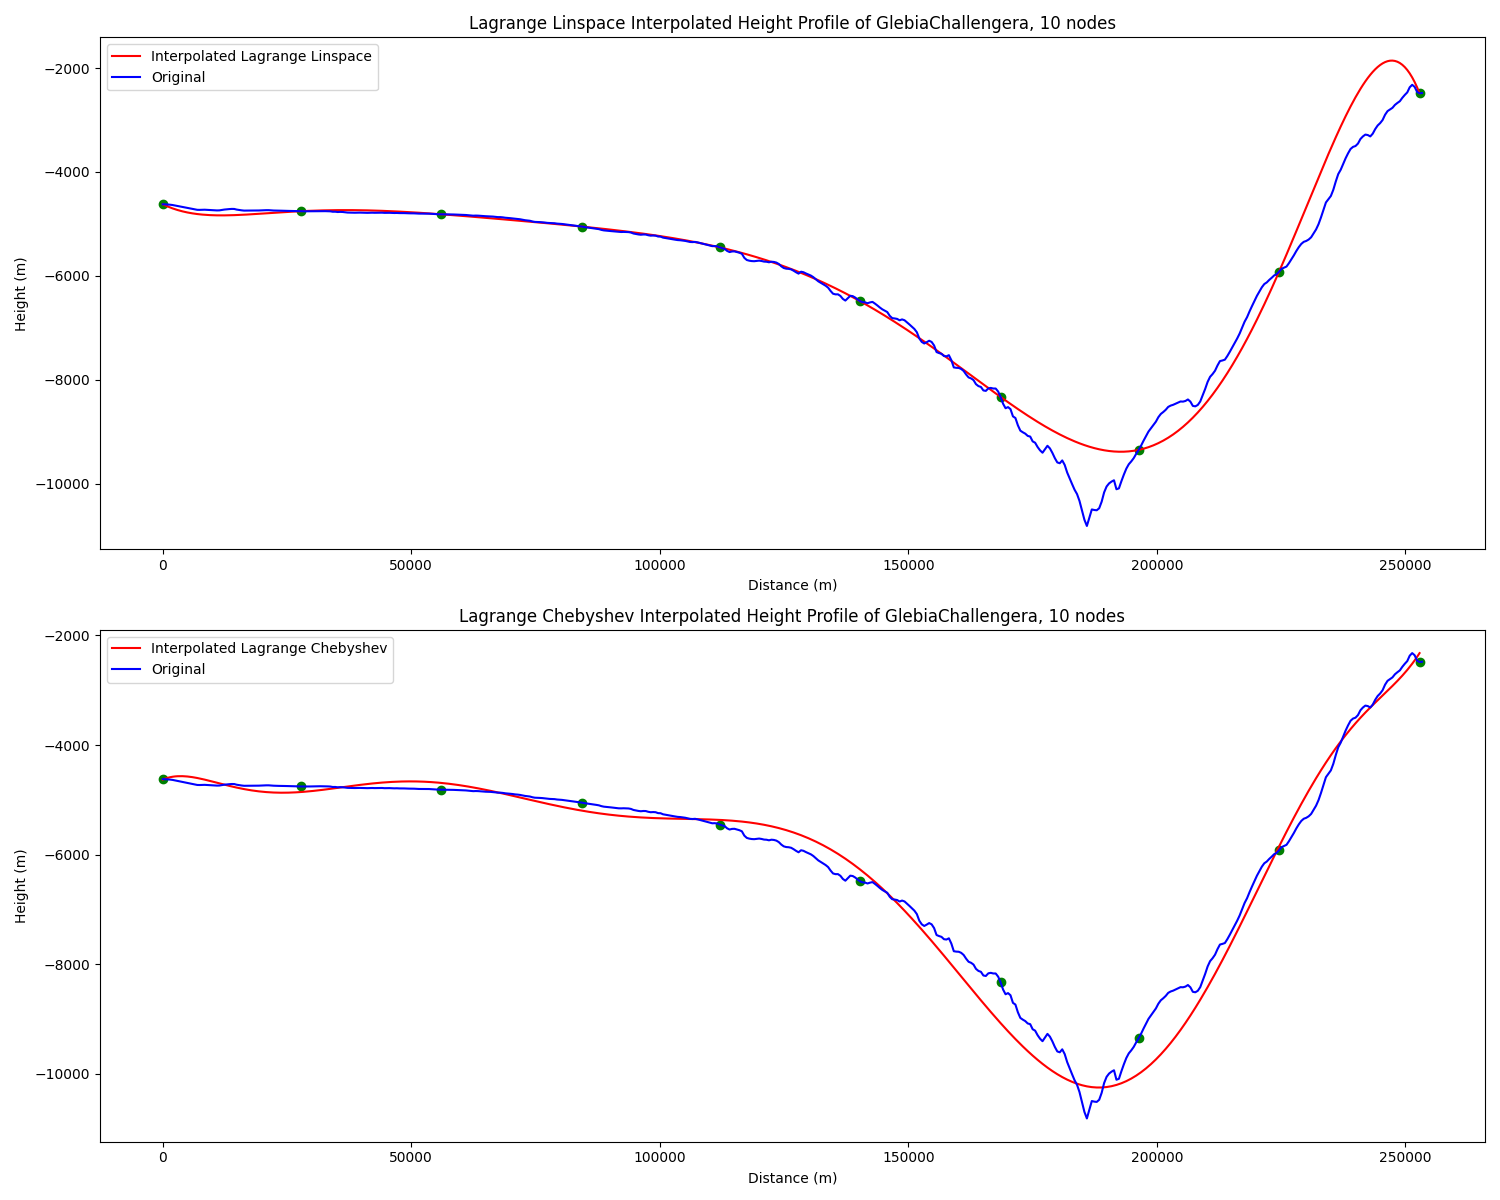 Lagrange Linspace Interpolated Height Profile of GlebiaChallengera, 10 nodes
Interpolated Lagrange Linspace
Original
Height (m)
−2000
−4000
−6000
−8000
−10000
0 50000 100000 150000 200000 250000
Distance (m)
Lagrange Chebyshev Interpolated Height Profile of GlebiaChallengera, 10 nodes
Interpolated Lagrange Chebyshev
Original
Height (m)
−2000
−4000
−6000
−8000
−10000
0 50000 100000 150000 200000 250000
Distance (m)